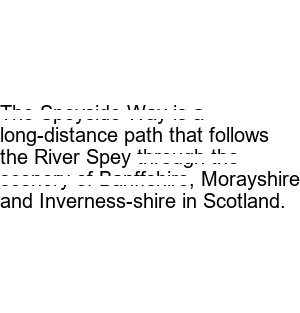 The Speyside Way is a
long-distance path that follows
the River Spey through the
scenery of Banffshire, Morayshire
and Inverness-shire in Scotland.